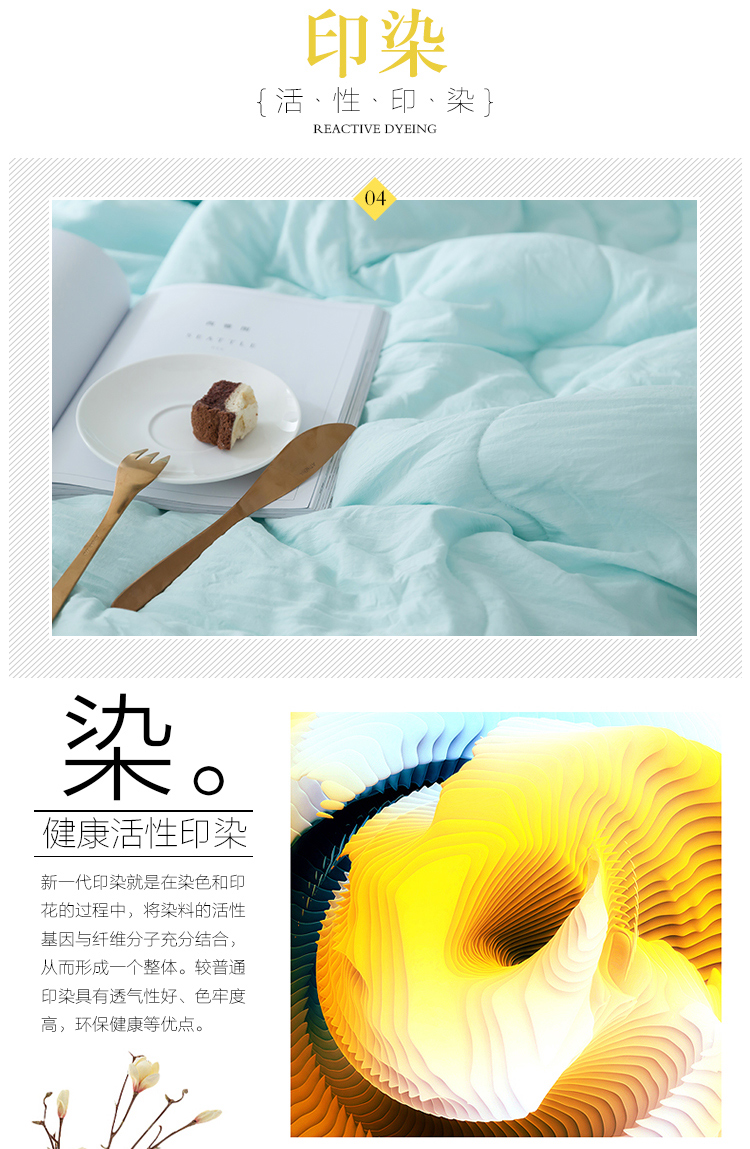 印染
{活、性、印、染}
REACTIVE DYEING
04
SEATTLE
染。
健康活性印染
新一代印染就是在染色和印
花的过程中，将染料的活性
基因与纤维分子充分结合，
从而形成一个整体。较普通
印染具有透气性好、色牢度
高，环保健康等优点。